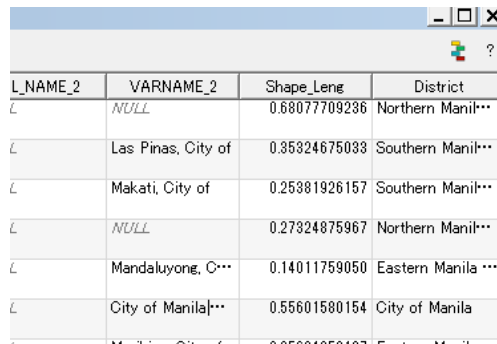 ?
L_NAME_2 VARNAME_2 Shape_Leng District
L NULL 0.68077709236 Northern Manil…
L Las Pinas, City of 0.35324675033 Southern Manil…
L Makati, City of 0.25381926157 Southern Manil…
L NULL 0.27324875967 Northern Manil…
L Mandaluyong, C… 0.14011759050 Eastern Manila …
L City of Manila|… 0.55601580154 City of Manila